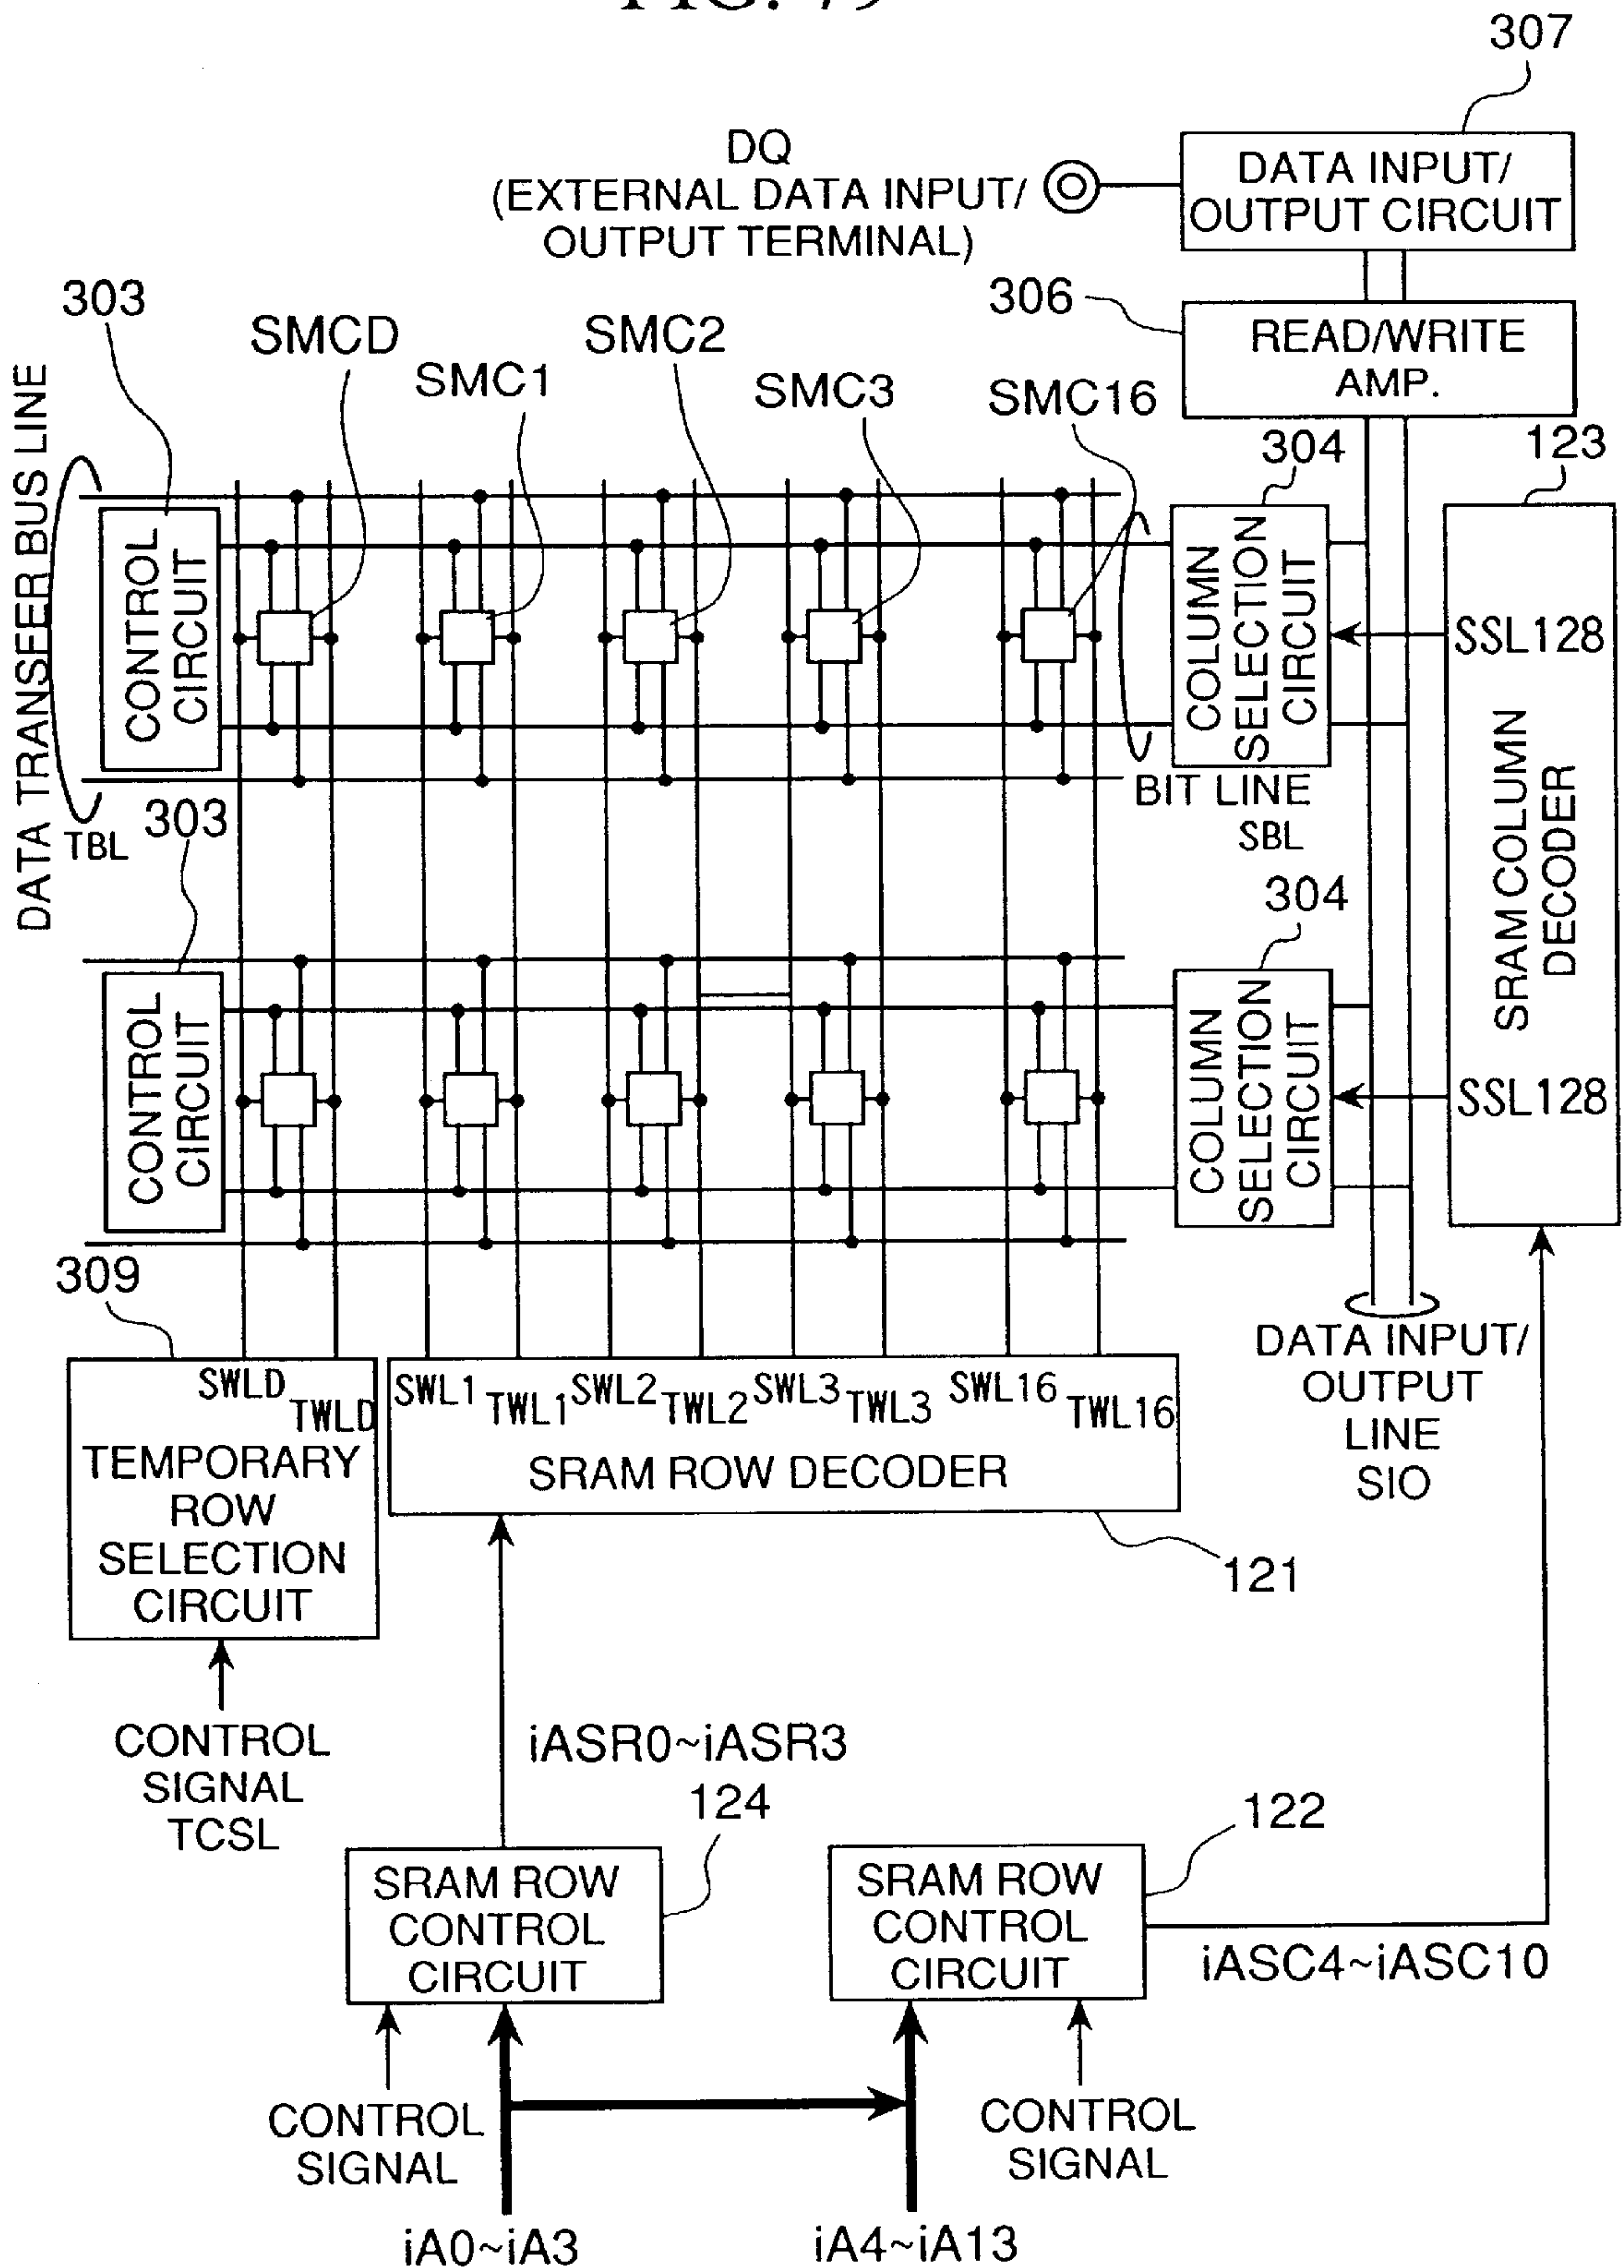 FIG. 79
307
DQ
(EXTERNAL DATA INPUT/
OUTPUT TERMINAL)
DATA INPUT/
OUTPUT CIRCUIT
306
READ/WRITE
AMP.
303
SMCD
SMC1
SMC2
SMC3
SMC16
304
123
DATA TRANSFER BUS LINE
TBL
CONTROL
CIRCUIT
COLUMN
SELECTION
CIRCUIT
SSL128
BIT LINE
SBL
SRAM COLUMN
DECODER
303
304
CONTROL
CIRCUIT
COLUMN
SELECTION
CIRCUIT
SSL128
309
SWLD
TWLD
TEMPORARY
ROW
SELECTION
CIRCUIT
SWL1
TWL1
SWL2
TWL2
SWL3
TWL3
SWL16
TWL16
SRAM ROW DECODER
121
DATA INPUT/
OUTPUT
LINE
SIO
CONTROL
SIGNAL
TCSL
iASR0~iASR3
124
122
SRAM ROW
CONTROL
CIRCUIT
SRAM ROW
CONTROL
CIRCUIT
iASC4~iASC10
CONTROL
SIGNAL
CONTROL
SIGNAL
iA0~iA3
iA4~iA13